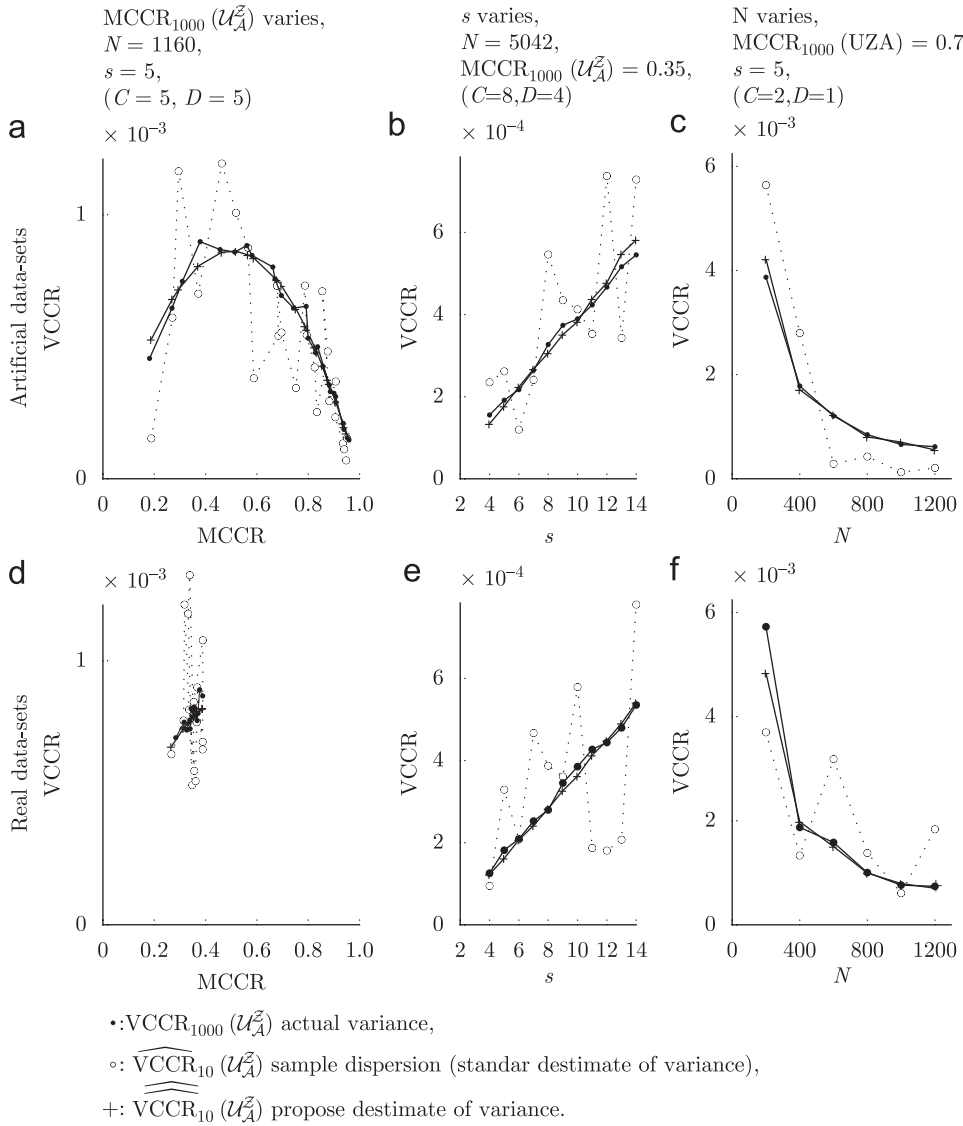 MCCR₁₀₀₀ (𝒰_𝒜^𝒵) varies,
N = 1160,
s = 5,
(C = 5, D = 5)
s varies,
N = 5042,
MCCR₁₀₀₀ (𝒰_𝒜^𝒵) = 0.35,
(C=8,D=4)
N varies,
MCCR₁₀₀₀ (UZA) = 0.7
s = 5,
(C=2,D=1)
Artificial data-sets
a
× 10⁻³
1
0
VCCR
0 0.2 0.4 0.6 0.8 1.0
MCCR
b
× 10⁻⁴
6
4
2
0
VCCR
2 4 6 8 10 12 14
s
c
× 10⁻³
6
4
2
0
VCCR
0 400 800 1200
N
Real data-sets
d
× 10⁻³
1
0
VCCR
0 0.2 0.4 0.6 0.8 1.0
MCCR
e
× 10⁻⁴
6
4
2
0
VCCR
2 4 6 8 10 12 14
s
f
× 10⁻³
6
4
2
0
VCCR
0 400 800 1200
N
•:VCCR₁₀₀₀ (𝒰_𝒜^𝒵) actual variance,
○: VCCR₁₀ (𝒰_𝒜^𝒵) sample dispersion (standar destimate of variance),
+: VCCR₁₀ (𝒰_𝒜^𝒵) propose destimate of variance.